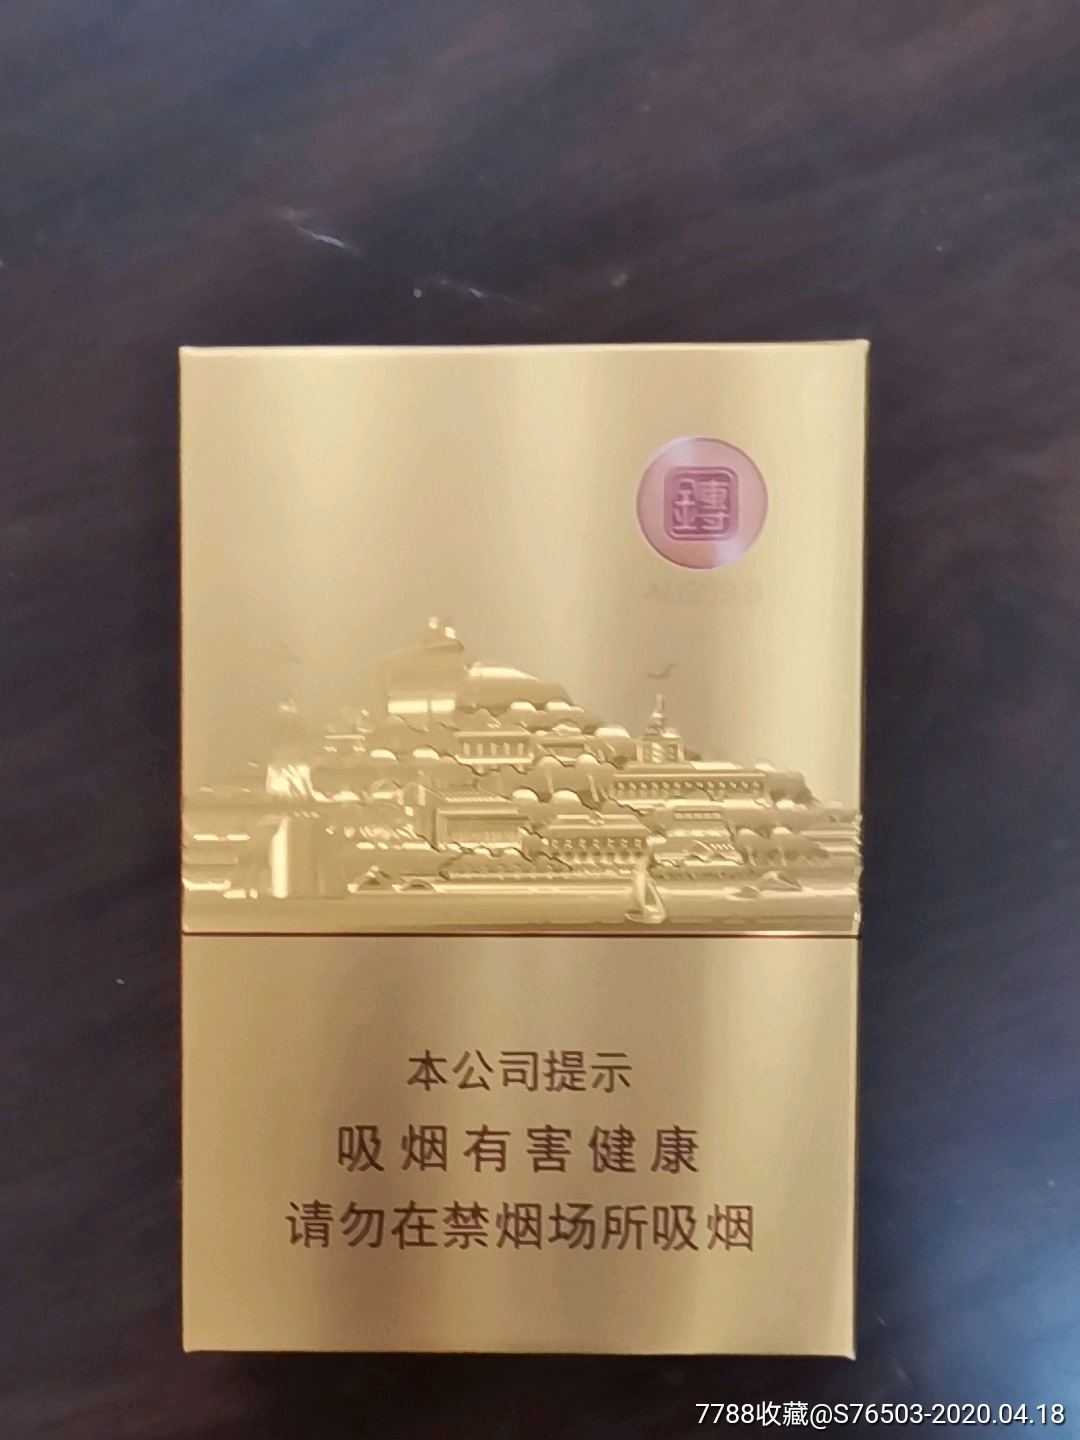 本公司提示
吸烟有害健康
请勿在禁烟场所吸烟
7788收藏@S76503-2020.04.18